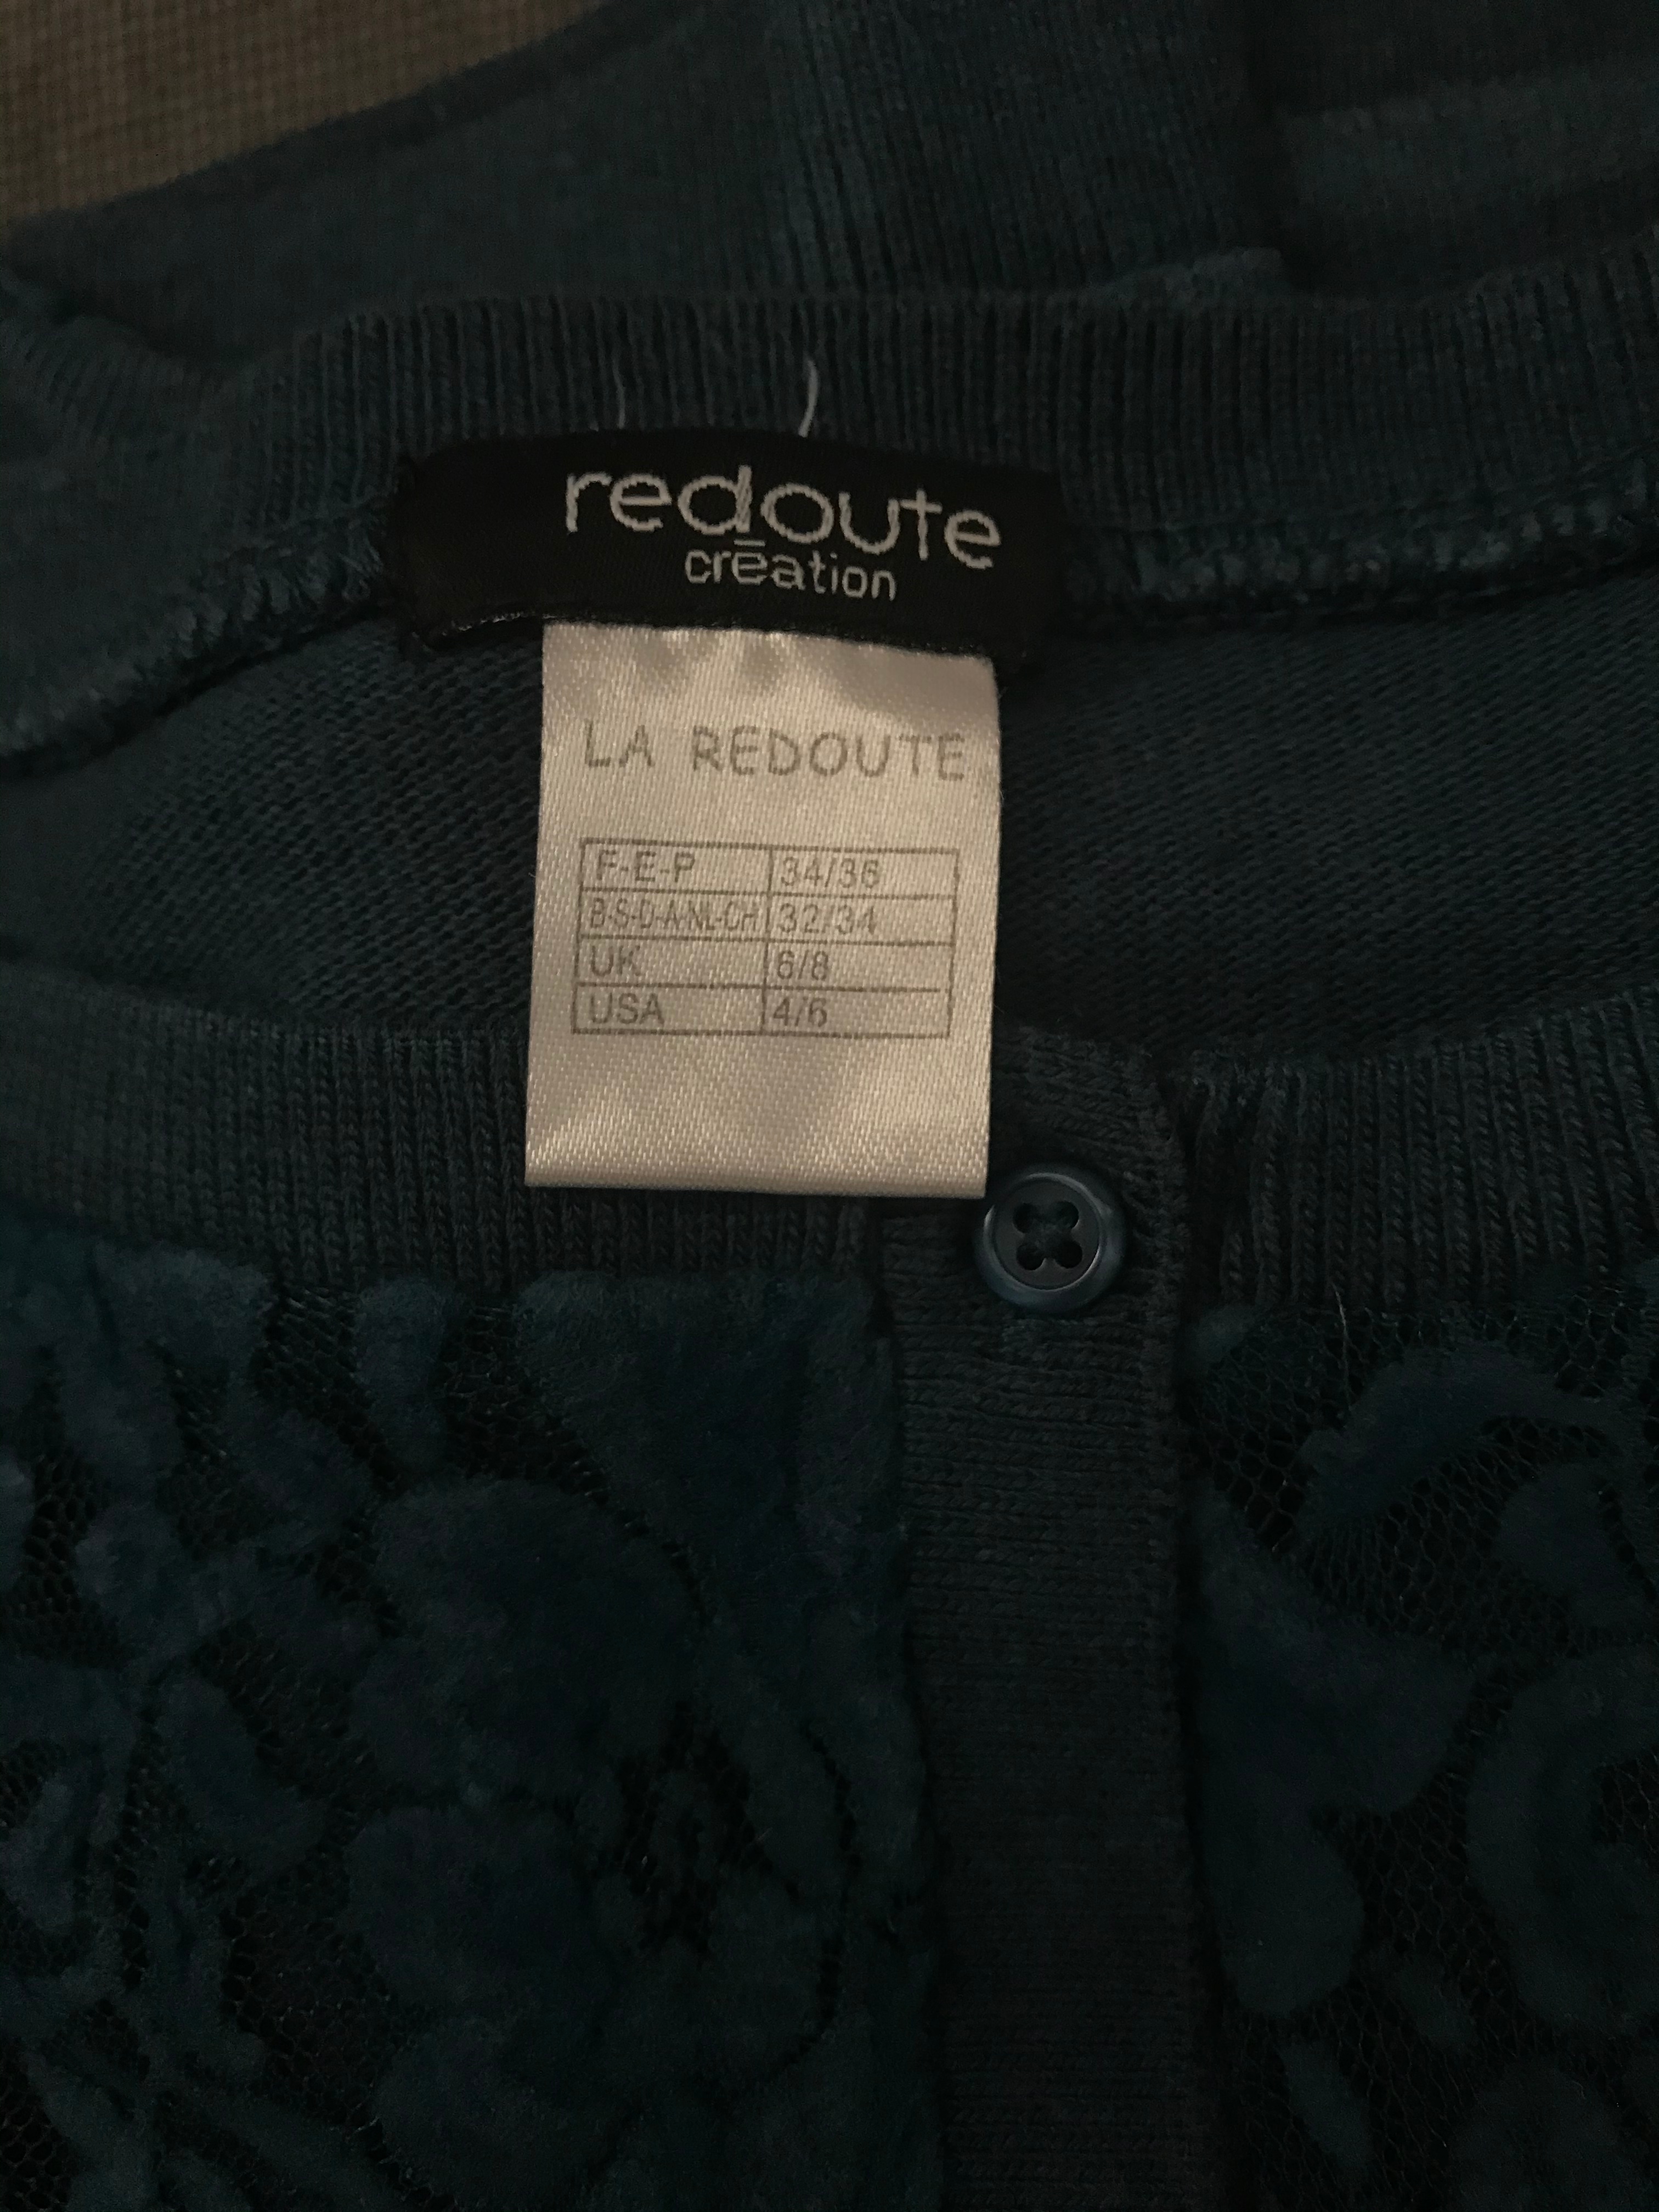 redoute
création
LA REDOUTE
F-E-P 34/36
B-S-D-A-NL-CH 32/34
UK 6/8
USA 4/6